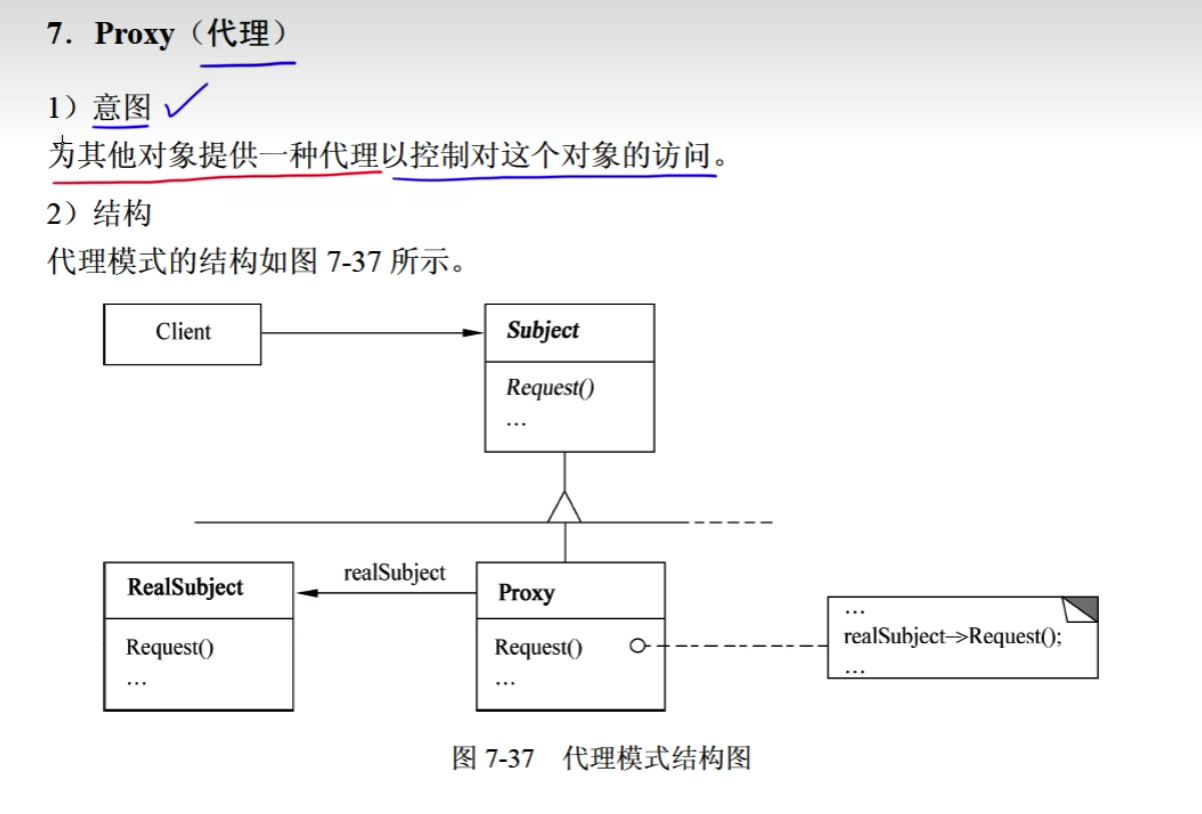 7. Proxy（代理）
1）意图
为其他对象提供一种代理以控制对这个对象的访问。
2）结构
代理模式的结构如图 7-37 所示。
Client
Subject
Request()
...
RealSubject
Request()
...
realSubject
Proxy
Request()
...
...
realSubject->Request();
...
图 7-37 代理模式结构图